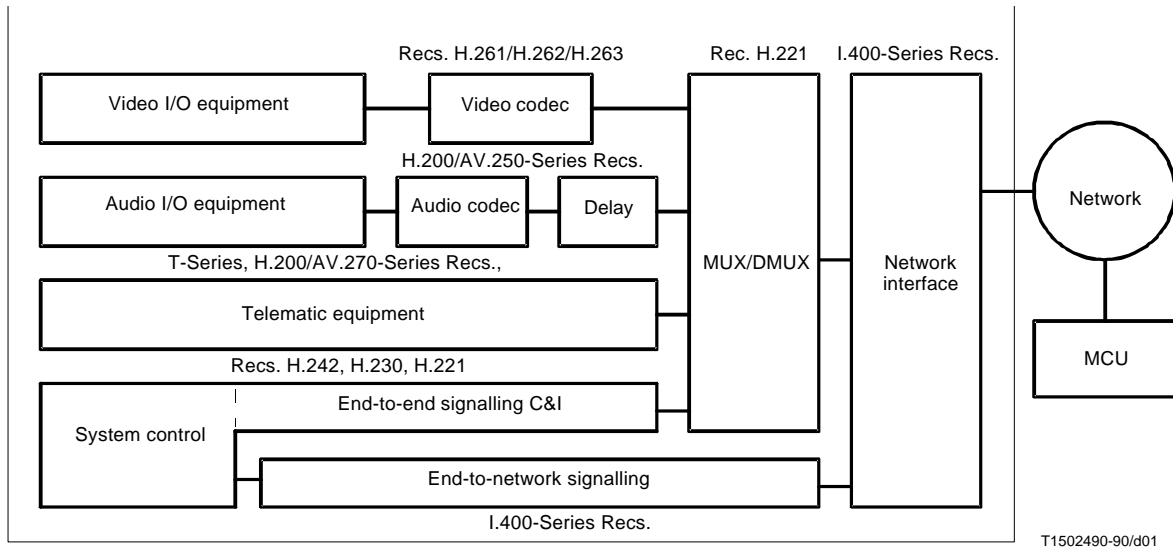 Recs. H.261/H.262/H.263
Rec. H.221
I.400-Series Recs.
Video I/O equipment
Video codec
H.200/AV.250-Series Recs.
Audio I/O equipment
Audio codec
Delay
Network
T-Series, H.200/AV.270-Series Recs.,
MUX/DMUX
Network
interface
Telematic equipment
Recs. H.242, H.230, H.221
MCU
End-to-end signalling C&I
System control
End-to-network signalling
I.400-Series Recs.
T1502490-90/d01